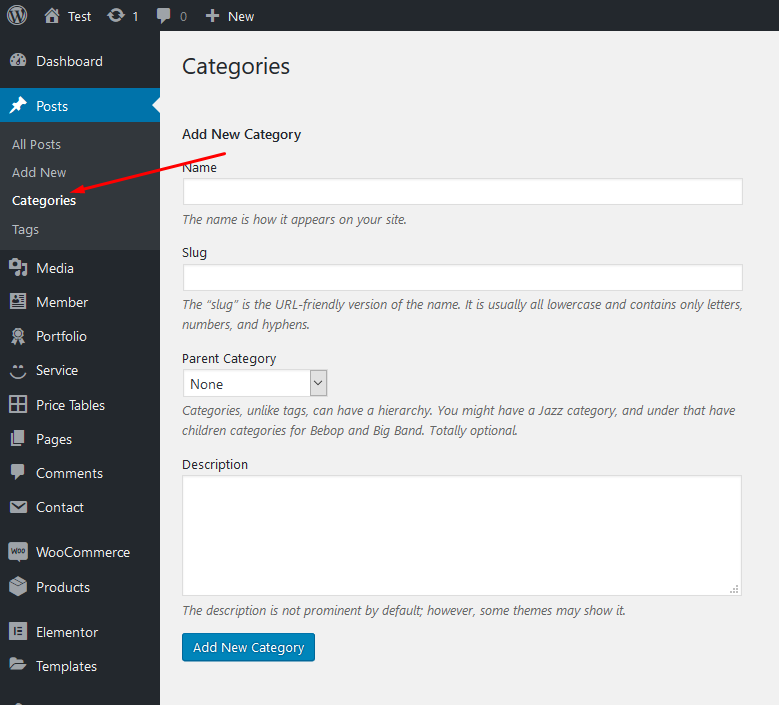 Test 1 0 New
Dashboard
Posts
All Posts
Add New
Categories
Tags
Media
Member
Portfolio
Service
Price Tables
Pages
Comments
Contact
Woo WooCommerce
Products
Elementor
Templates
Categories
Add New Category
Name
The name is how it appears on your site.
Slug
The “slug” is the URL-friendly version of the name. It is usually all lowercase and contains only letters,
numbers, and hyphens.
Parent Category
None
Categories, unlike tags, can have a hierarchy. You might have a Jazz category, and under that have
children categories for Bebop and Big Band. Totally optional.
Description
The description is not prominent by default; however, some themes may show it.
Add New Category